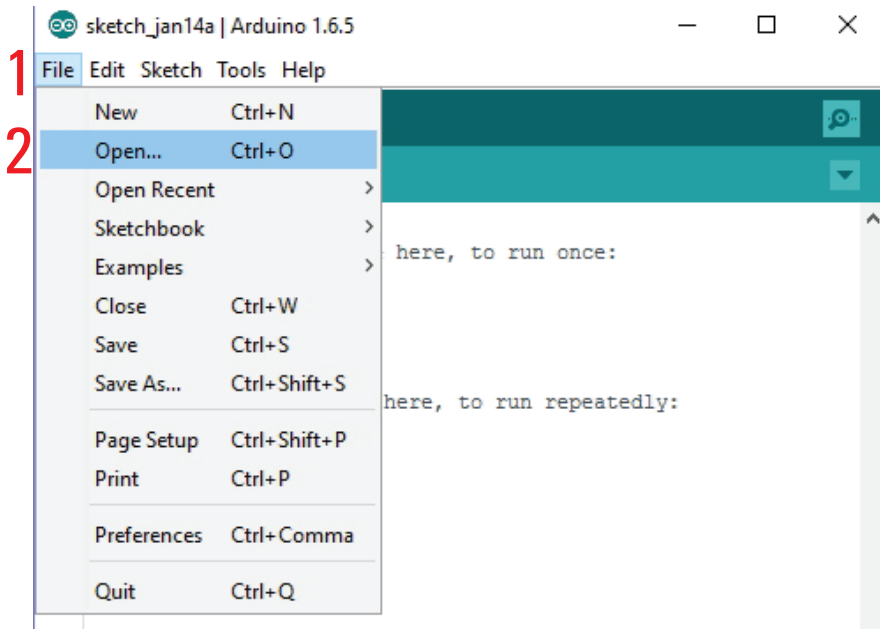 sketch_jan14a | Arduino 1.6.5
1 File Edit Sketch Tools Help
New Ctrl+N
2 Open... Ctrl+O
Open Recent
Sketchbook
Examples
here, to run once:
Close Ctrl+W
Save Ctrl+S
Save As... Ctrl+Shift+S
here, to run repeatedly:
Page Setup Ctrl+Shift+P
Print Ctrl+P
Preferences Ctrl+Comma
Quit Ctrl+Q